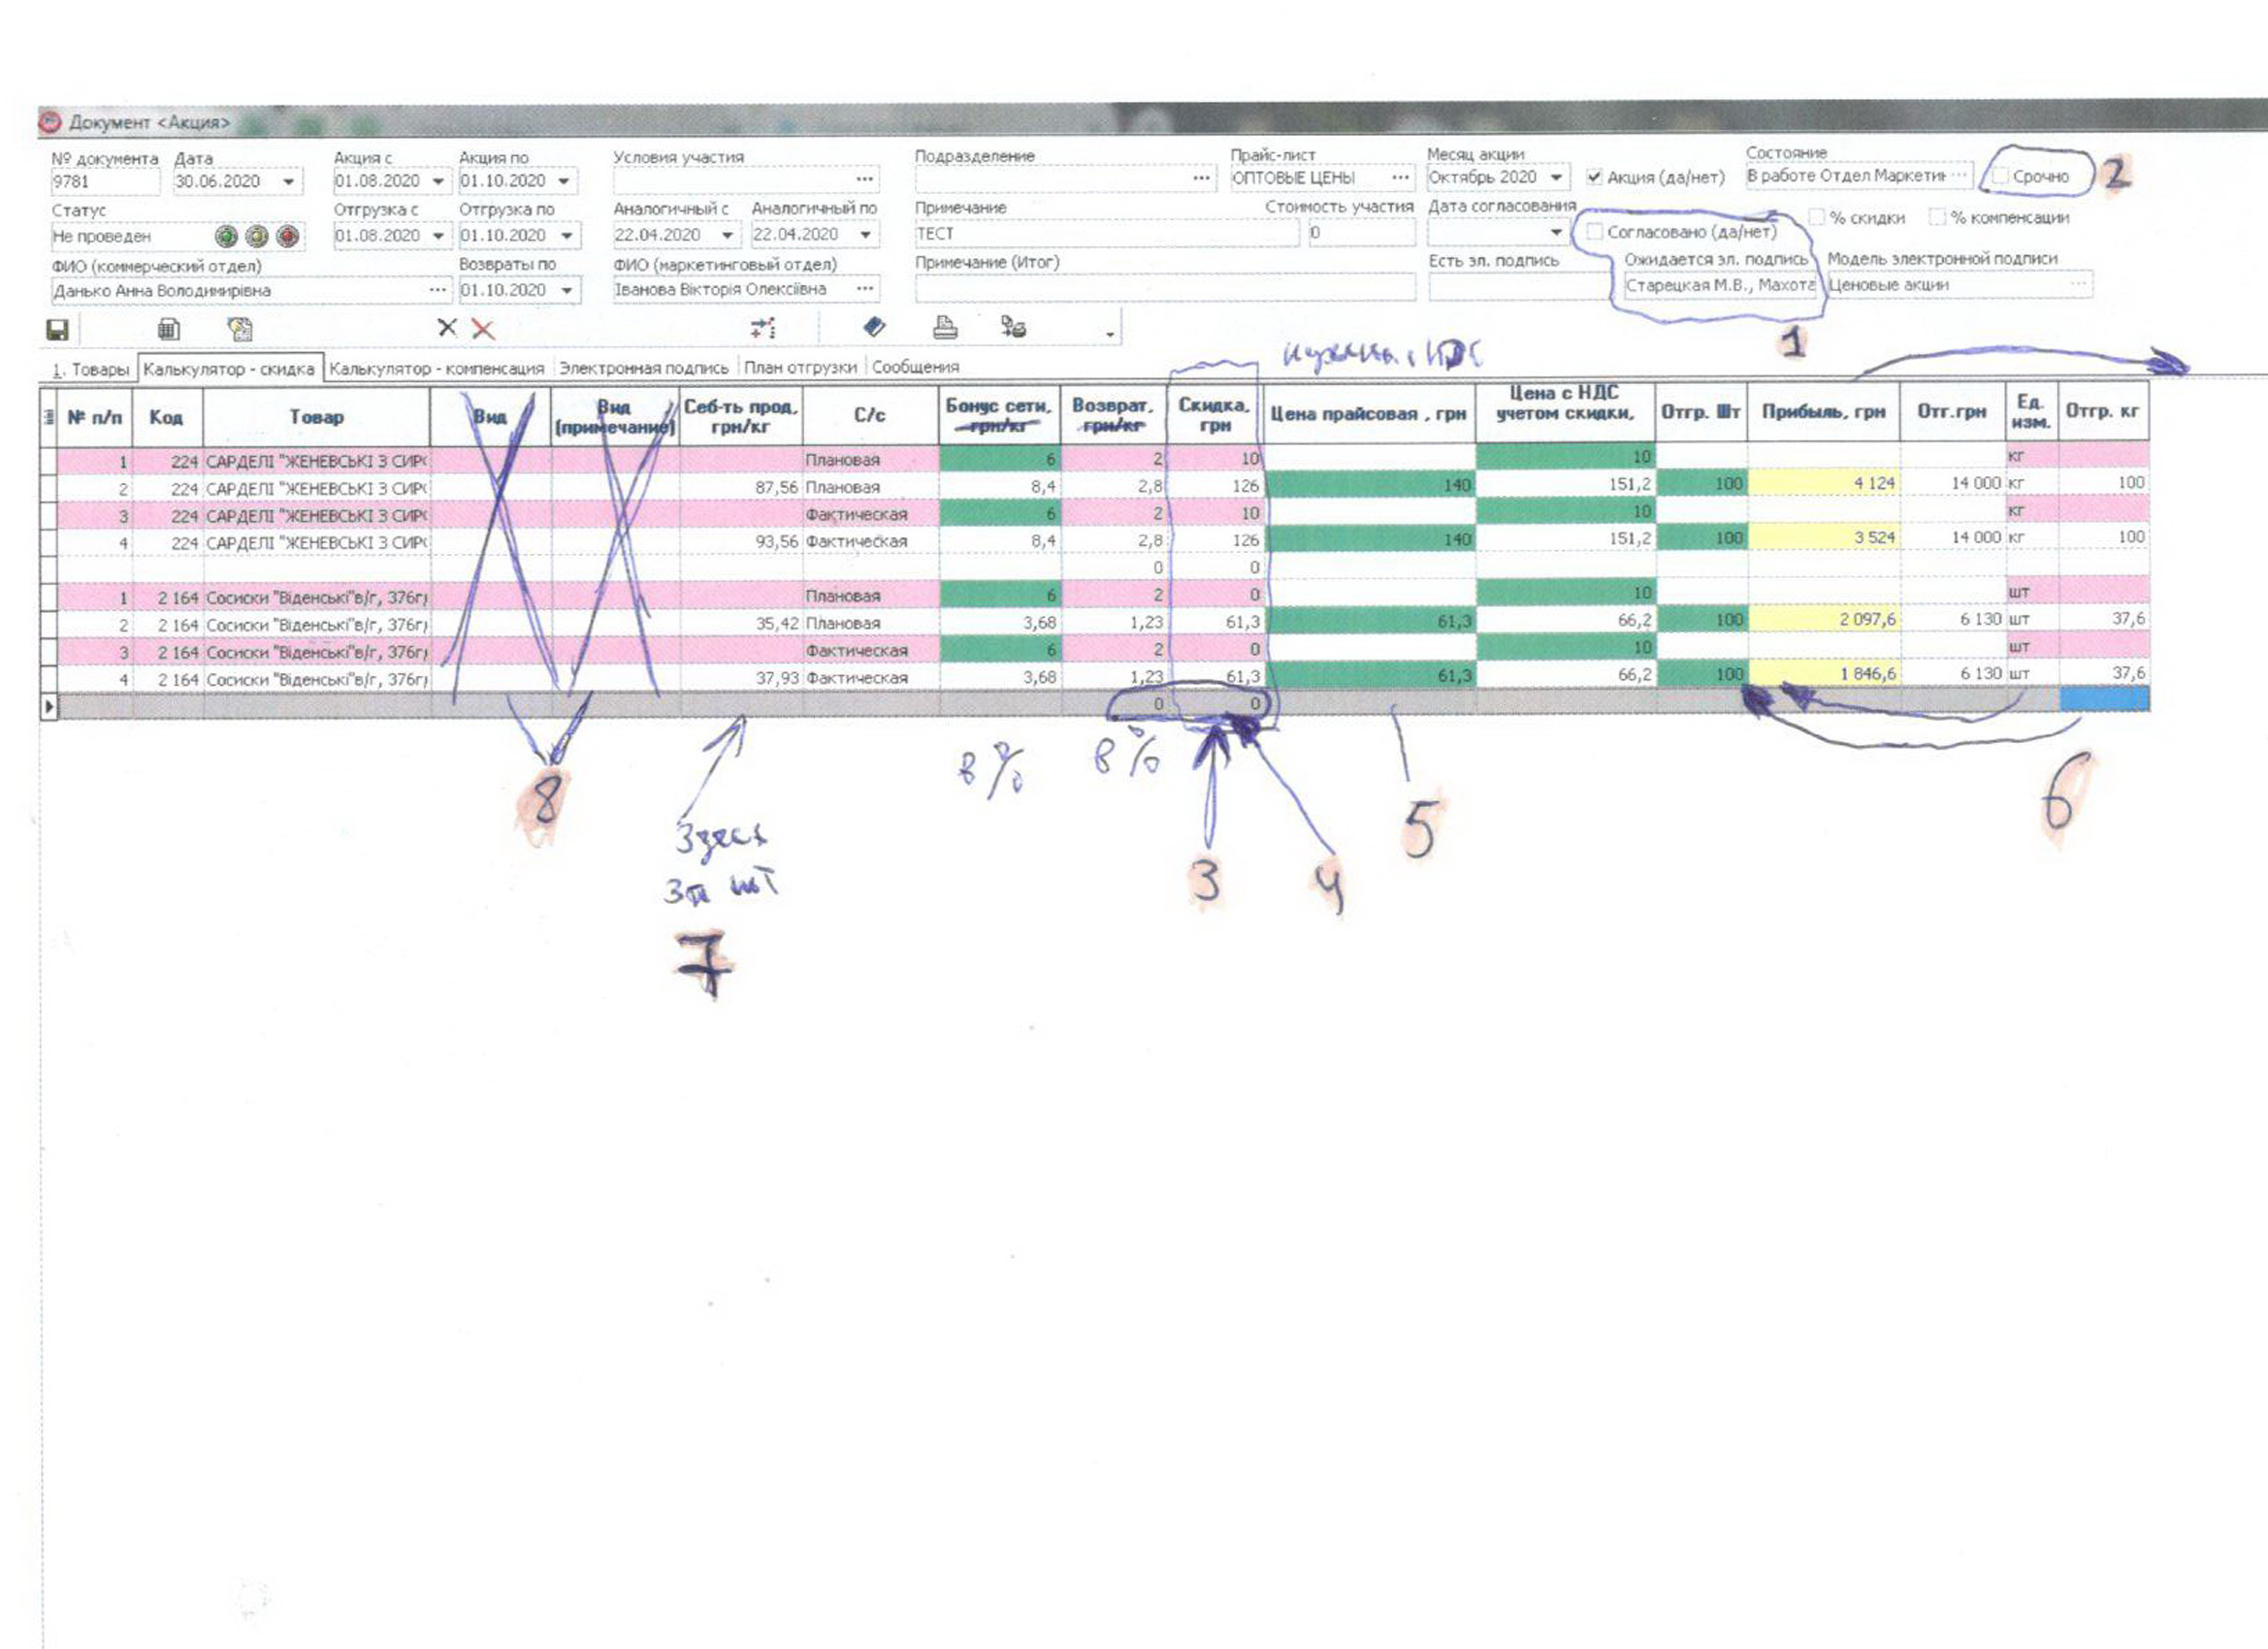 Документ <Акция>
№ документа Дата Акция с Акция по Условия участия Подразделение Прайс-лист Месяц акции Состояние
9781 30.06.2020 01.08.2020 01.10.2020 ... ... ОПТОВЫЕ ЦЕНЫ ... Октябрь 2020 Акция (да/нет) В работе Отдел Маркетин ... Срочно 2
Статус Отгрузка с Отгрузка по Аналогичный с Аналогичный по Примечание Стоимость участия Дата согласования % скидки % компенсации
Не проведен 01.08.2020 01.10.2020 22.04.2020 22.04.2020 ТЕСТ 0 Согласовано (да/нет)
ФИО (коммерческий отдел) Возвраты по ФИО (маркетинговый отдел) Примечание (Итог) Есть эл. подпись Ожидается эл. подпись Модель электронной подписи
Данько Анна Володимирівна ... 01.10.2020 Іванова Вікторія Олексіївна ... Старецкая М.В., Махота Ценовые акции ...
1
с НДС
1. Товары Калькулятор - скидка Калькулятор - компенсация Электронная подпись План отгрузки Сообщения
№ п/п Код Товар Вид Вид (примечание) Себ-ть прод, грн/кг С/с Бонус сети, грн/кг Возврат, грн/кг Скидка, грн Цена прайсовая , грн Цена с НДС учетом скидки, Отгр. Шт Прибыль, грн Отг.грн Ед. изм. Отгр. кг
1 224 САРДЕЛІ "ЖЕНЕВСЬКІ З СИР( Плановая 6 2 10 10 кг
2 224 САРДЕЛІ "ЖЕНЕВСЬКІ З СИР( 87,56 Плановая 8,4 2,8 126 140 151,2 100 4 124 14 000 кг 100
3 224 САРДЕЛІ "ЖЕНЕВСЬКІ З СИР( Фактическая 6 2 10 10 кг
4 224 САРДЕЛІ "ЖЕНЕВСЬКІ З СИР( 93,56 Фактическая 8,4 2,8 126 140 151,2 100 3 524 14 000 кг 100
0 0
1 2 164 Сосиски "Віденські"в/г, 376г) Плановая 6 2 0 10 шт
2 2 164 Сосиски "Віденські"в/г, 376г) 35,42 Плановая 3,68 1,23 61,3 61,3 66,2 100 2 097,6 6 130 шт 37,6
3 2 164 Сосиски "Віденські"в/г, 376г) Фактическая 6 2 0 10 шт
4 2 164 Сосиски "Віденські"в/г, 376г) 37,93 Фактическая 3,68 1,23 61,3 61,3 66,2 100 1 846,6 6 130 шт 37,6
0 0
в % в %
8 5 6
Здесь
за шт
3 4
7